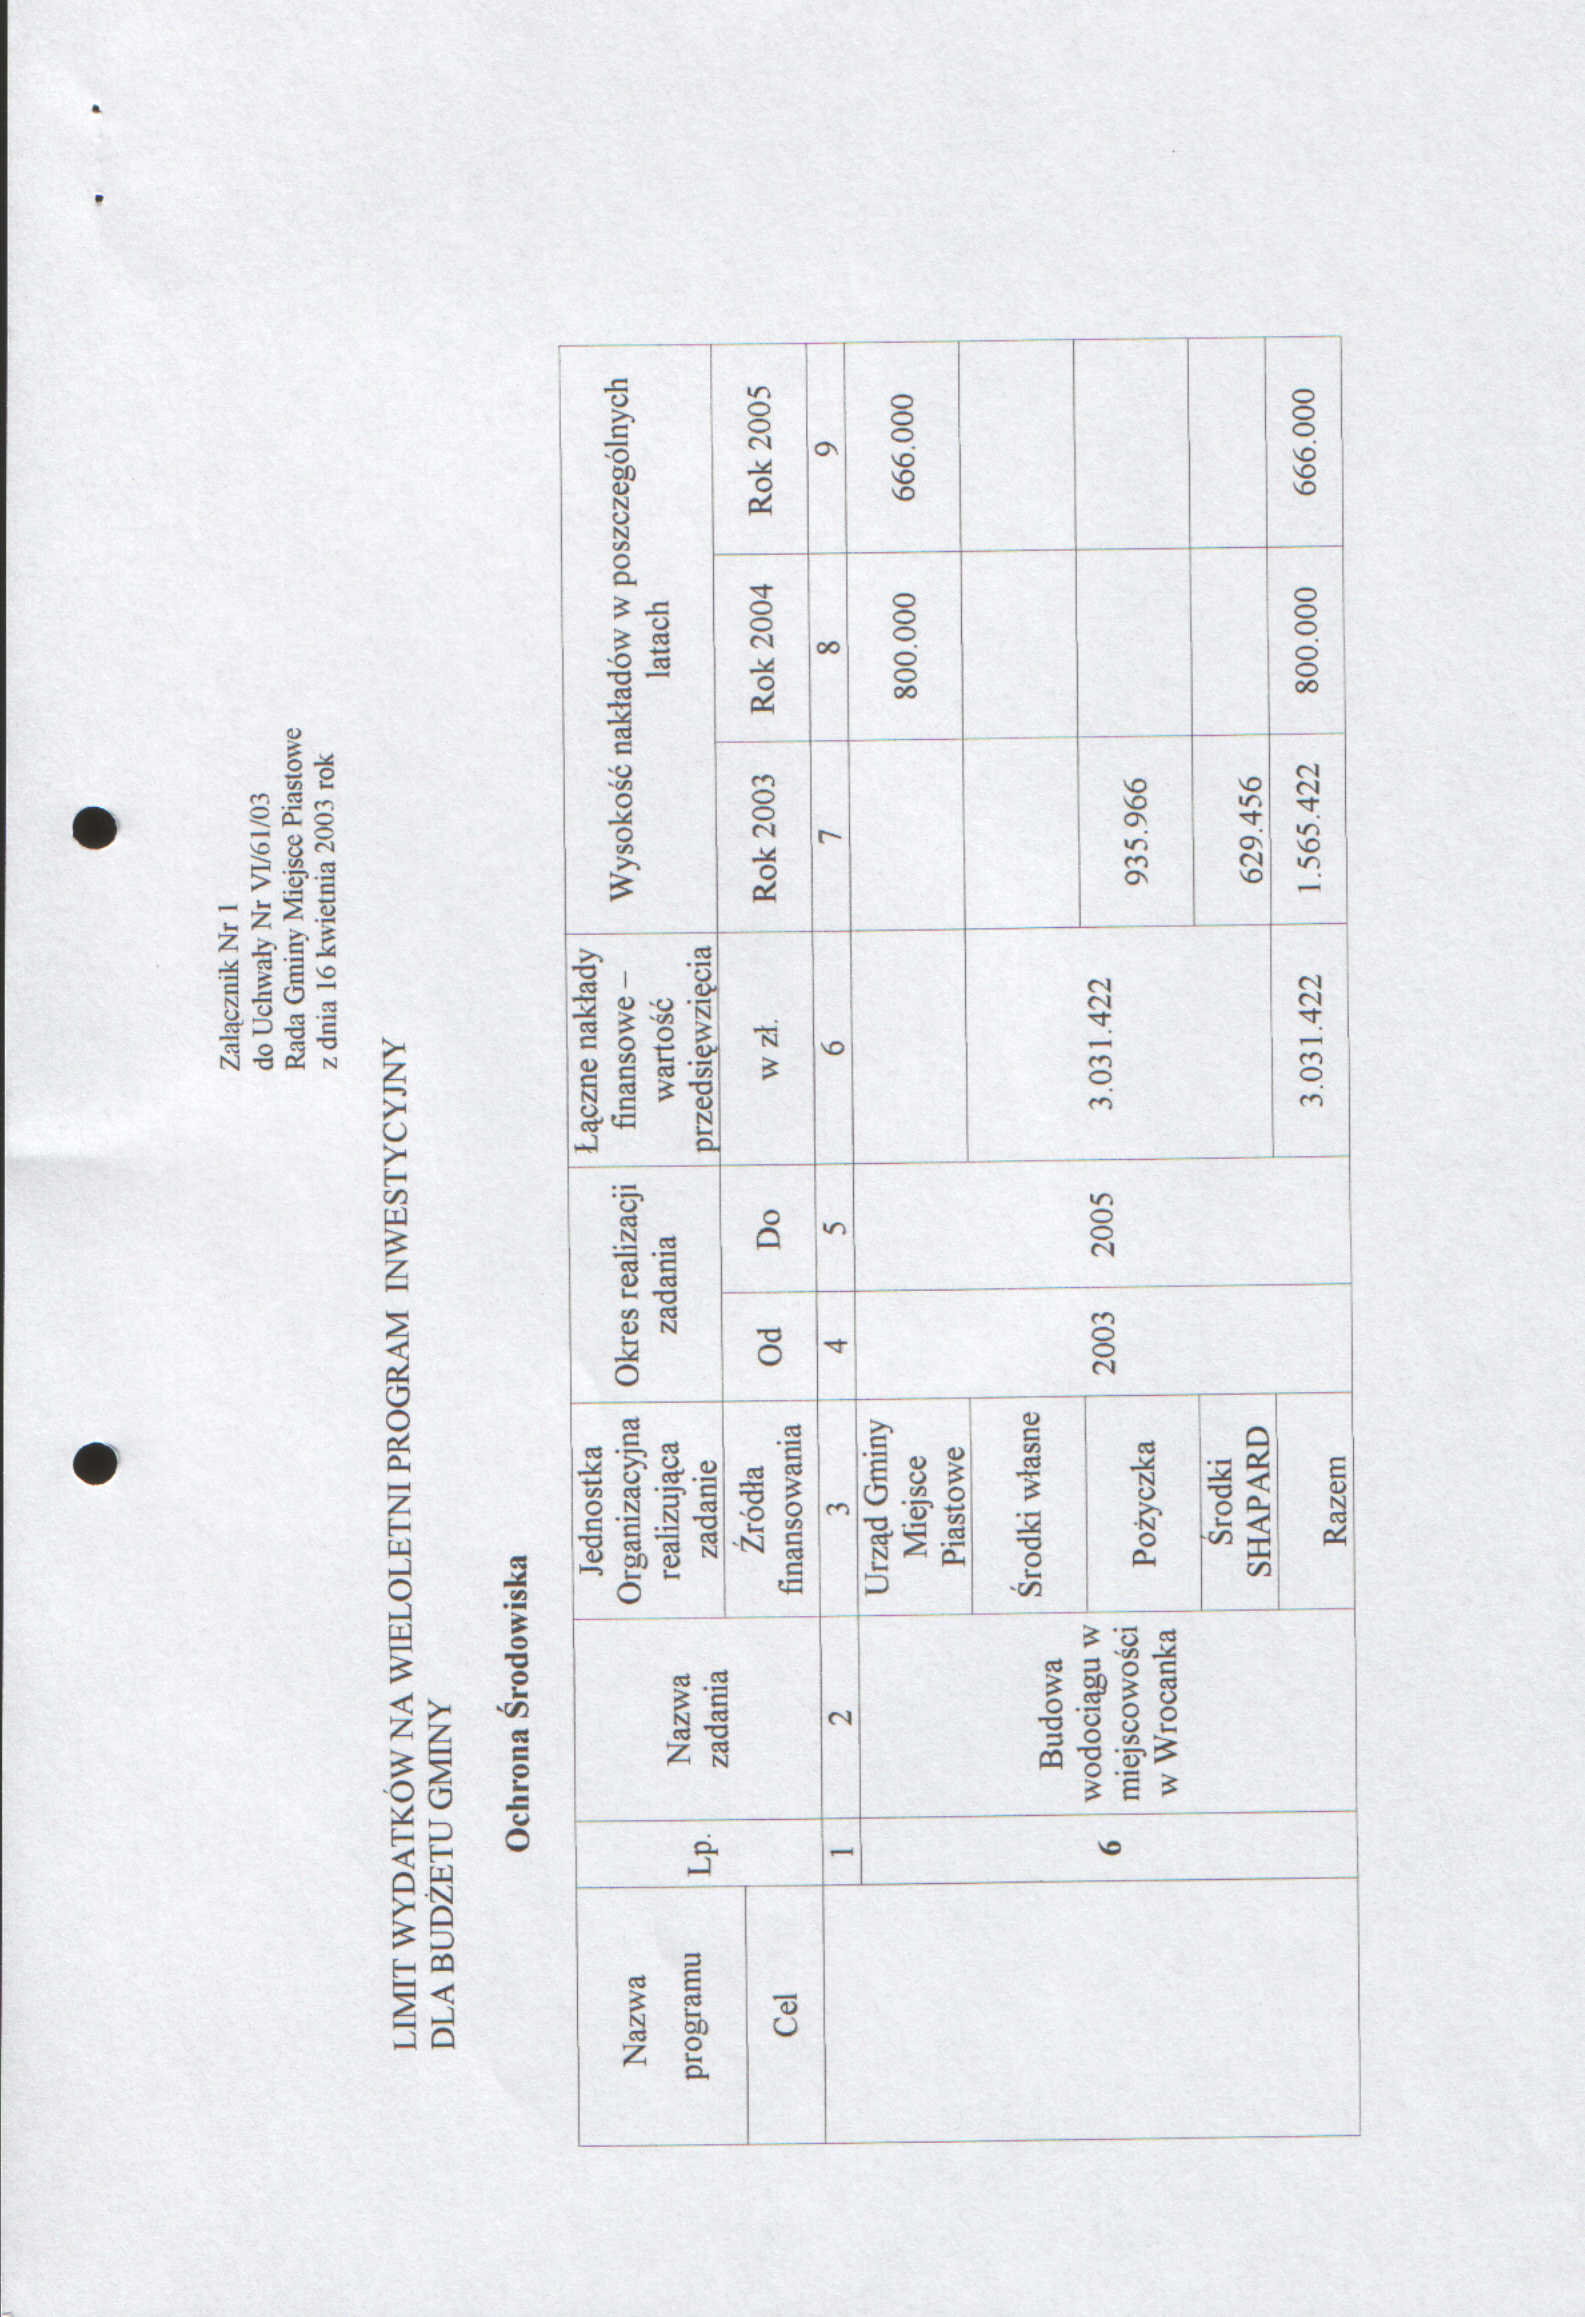 Załącznik Nr 1
do Uchwały Nr VI/61/03
Rada Gminy Miejsce Piastowe
z dnia 16 kwietnia 2003 rok
LIMIT WYDATKÓW NA WIELOLETNI PROGRAM INWESTYCYJNY
DLA BUDŻETU GMINY
Ochrona Środowiska
Nazwa
programu
Cel
Lp.
Nazwa
zadania
Jednostka
Organizacyjna
realizująca
zadanie
Źródła
finansowania
Okres realizacji
zadania
Od
Do
Łączne nakłady
finansowe –
wartość
przedsięwzięcia
w zł.
Wysokość nakładów w poszczególnych
latach
Rok 2003
Rok 2004
Rok 2005
1 2 3 4 5 6 7 8 9
6
Budowa
wodociągu w
miejscowości
w Wrocanka
Urząd Gminy
Miejsce
Piastowe
800.000 666.000
Środki własne
2003 2005
3.031.422
Pożyczka
935.966
Środki
SHAPARD
629.456
Razem 3.031.422 1.565.422 800.000 666.000